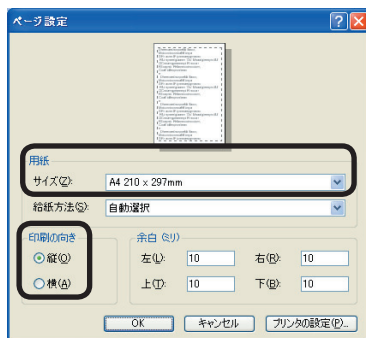 ページ設定
用紙
サイズ(Z): A4 210 x 297mm
給紙方法(S): 自動選択
印刷の向き
余白(ミリ)
縦(O)
左(L): 10 右(R): 10
横(A)
上(T): 10 下(B): 10
OK キャンセル プリンタの設定(P)...